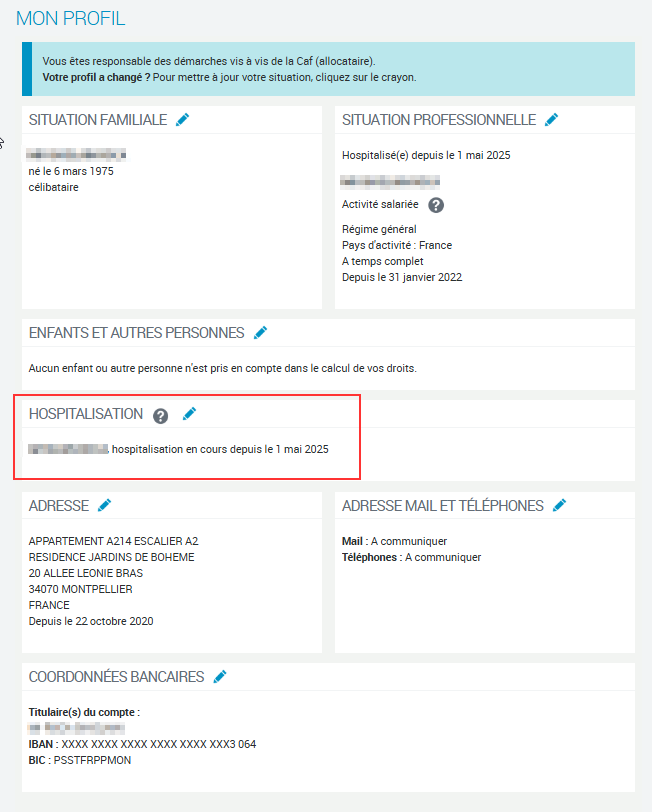 MON PROFIL
Vous êtes responsable des démarches vis à vis de la Caf (allocataire).
Votre profil a changé ? Pour mettre à jour votre situation, cliquez sur le crayon.
SITUATION FAMILIALE
né le 6 mars 1975
célibataire
SITUATION PROFESSIONNELLE
Hospitalisé(e) depuis le 1 mai 2025
Activité salariée ?
Régime général
Pays d'activité : France
A temps complet
Depuis le 31 janvier 2022
ENFANTS ET AUTRES PERSONNES
Aucun enfant ou autre personne n'est pris en compte dans le calcul de vos droits.
HOSPITALISATION ?
, hospitalisation en cours depuis le 1 mai 2025
ADRESSE
APPARTEMENT A214 ESCALIER A2
RESIDENCE JARDINS DE BOHEME
20 ALLEE LEONIE BRAS
34070 MONTPELLIER
FRANCE
Depuis le 22 octobre 2020
ADRESSE MAIL ET TÉLÉPHONES
Mail : A communiquer
Téléphones : A communiquer
COORDONNÉES BANCAIRES
Titulaire(s) du compte :
IBAN : XXXX XXXX XXXX XXXX XXXX XXX3 064
BIC : PSSTFRPPMON